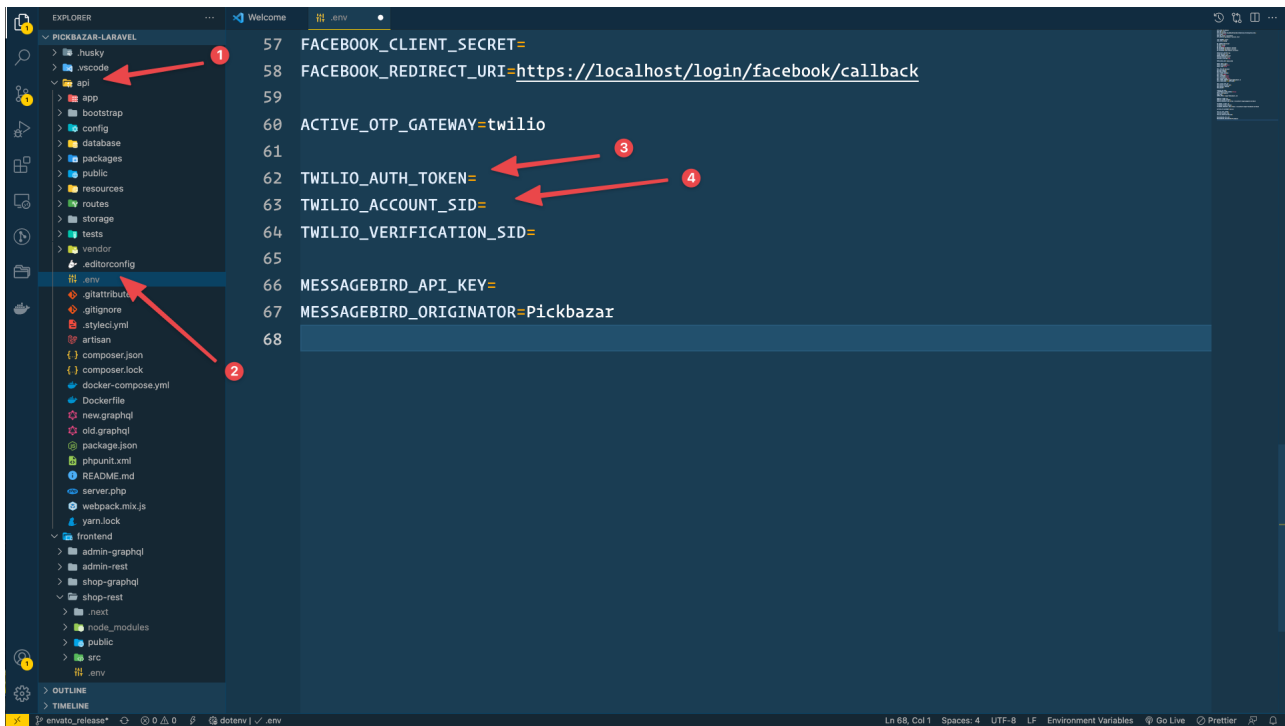 EXPLORER
PICKBAZAR-LARAVEL
.husky
.vscode
api
app
bootstrap
config
database
packages
public
resources
routes
storage
tests
vendor
.editorconfig
.env
.gitattribute
.gitignore
.styleci.yml
artisan
composer.json
composer.lock
docker-compose.yml
Dockerfile
new.graphql
old.graphql
package.json
phpunit.xml
README.md
server.php
webpack.mix.js
yarn.lock
frontend
admin-graphql
admin-rest
shop-graphql
shop-rest
.next
node_modules
public
src
.env
OUTLINE
TIMELINE
1
2
Welcome
.env
57 FACEBOOK_CLIENT_SECRET=
58 FACEBOOK_REDIRECT_URI=https://localhost/login/facebook/callback
59
60 ACTIVE_OTP_GATEWAY=twilio
61
62 TWILIO_AUTH_TOKEN=
63 TWILIO_ACCOUNT_SID=
64 TWILIO_VERIFICATION_SID=
65
66 MESSAGEBIRD_API_KEY=
67 MESSAGEBIRD_ORIGINATOR=Pickbazar
68
3
4
1
1
1
envato_release* 0 0 dotenv | .env
Ln 68, Col 1 Spaces: 4 UTF-8 LF Environment Variables Go Live Prettier